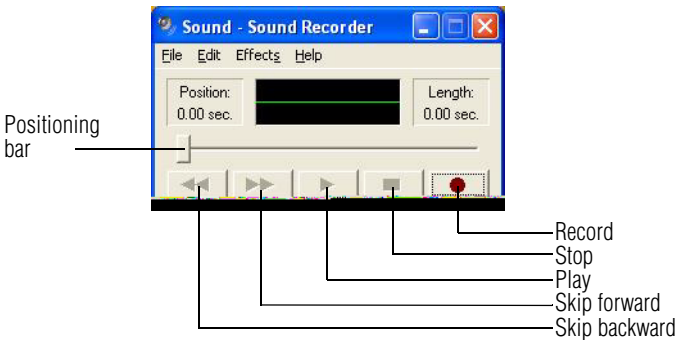 Sound - Sound Recorder
File Edit Effects Help
Position: Length:
0.00 sec. 0.00 sec.
Positioning
bar
Record
Stop
Play
Skip forward
Skip backward